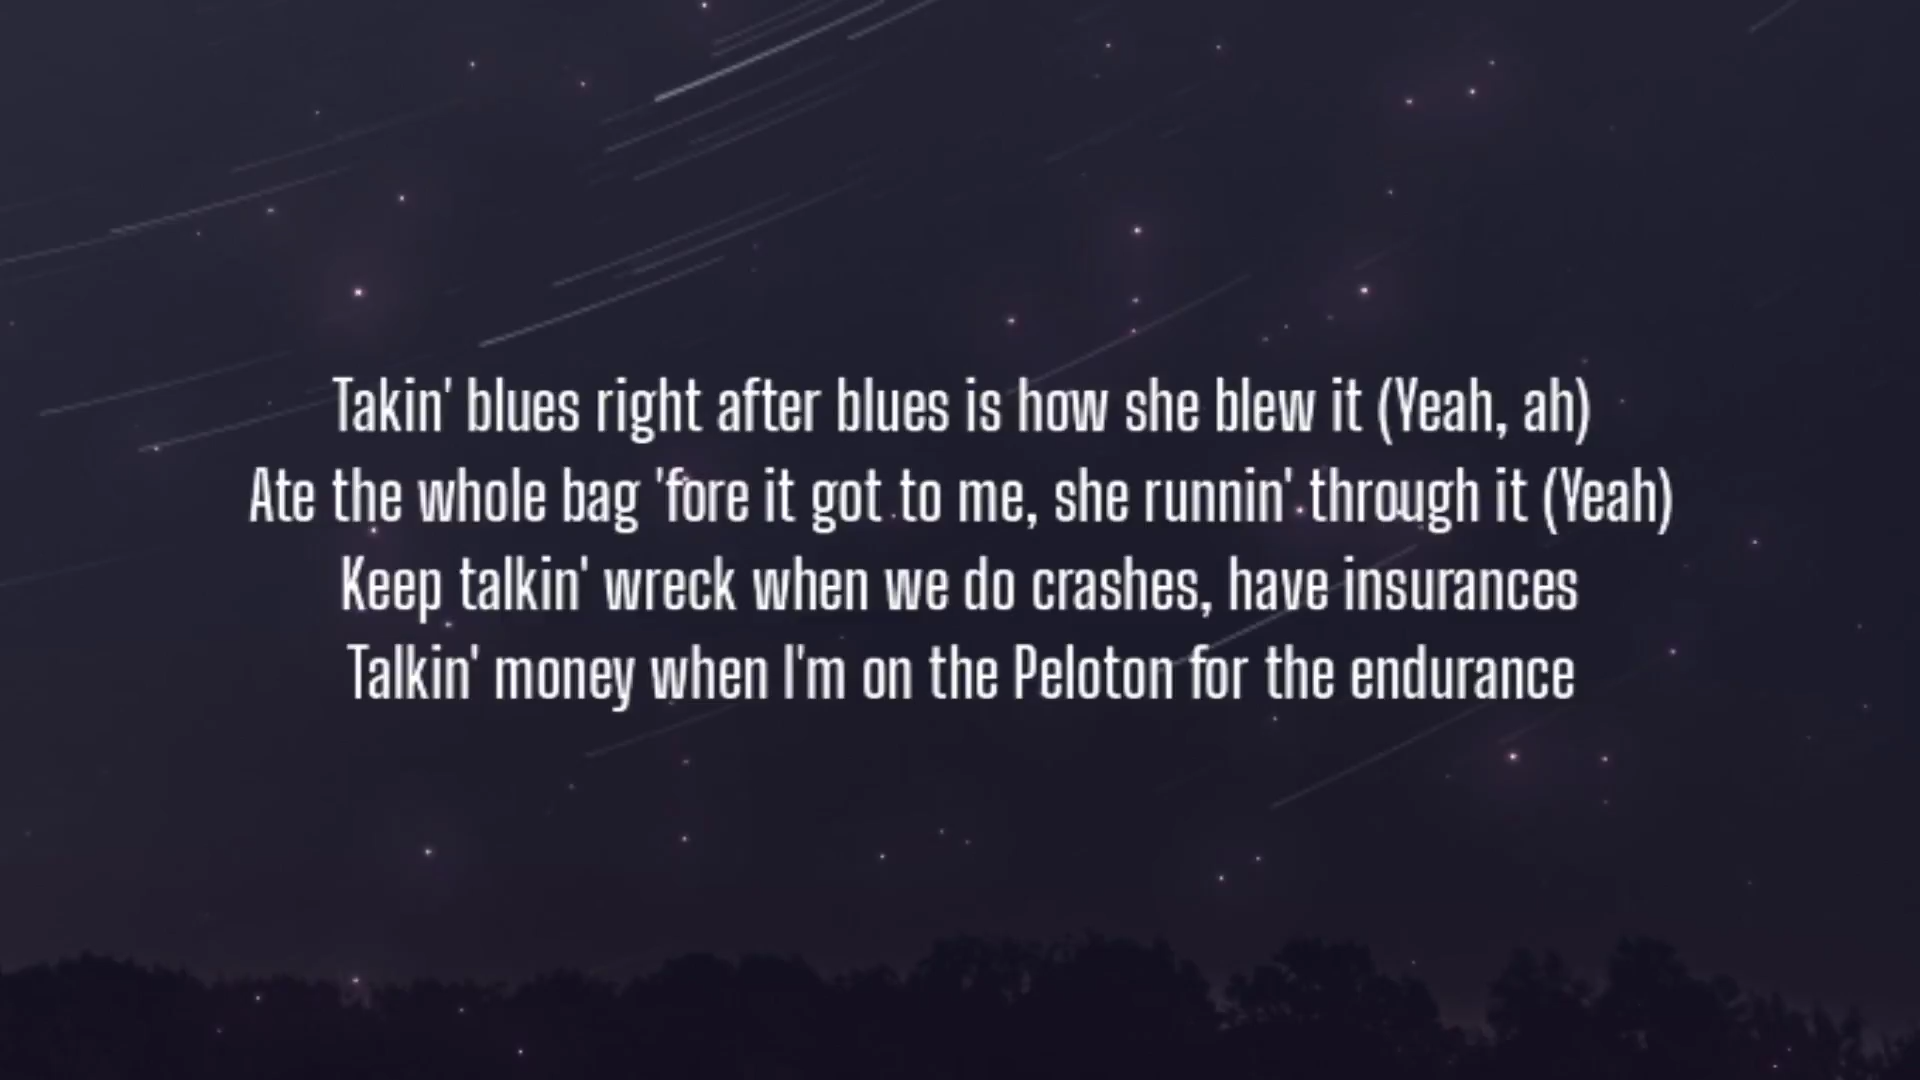 Takin' blues right after blues is how she blew it (Yeah, ah)
Ate the whole bag 'fore it got to me, she runnin' through it (Yeah)
Keep talkin' wreck when we do crashes, have insurances
Talkin' money when I'm on the Peloton for the endurance